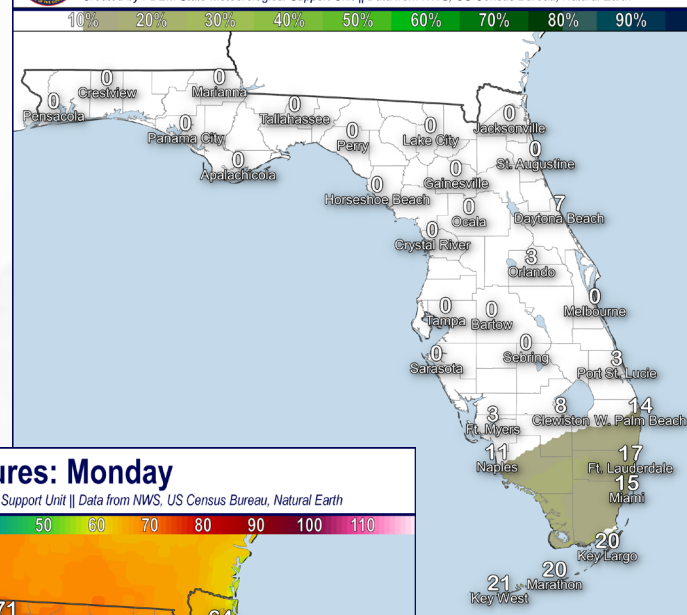 10% 20% 30% 40% 50% 60% 70% 80% 90%
0 0
Crestview Marianna
0
Pensacola
0
Tallahassee
0
Jacksonville
0
Panama City
0
Perry
0
Lake City
0
St. Augustine
0
Apalachicola
0
Gainesville
0
Horseshoe Beach
0
Ocala
7
Daytona Beach
0
Crystal River
3
Orlando
0
Melbourne
0
Tampa
0
Bartow
0
Sebring
0
Sarasota
3
Port St. Lucie
3
Ft. Myers
8
Clewiston
14
W. Palm Beach
11
Naples
17
Ft. Lauderdale
15
Miami
20
Key Largo
20
Marathon
21
Key West
ures: Monday
Support Unit || Data from NWS, US Census Bureau, Natural Earth
50 60 70 80 90 100 110
71